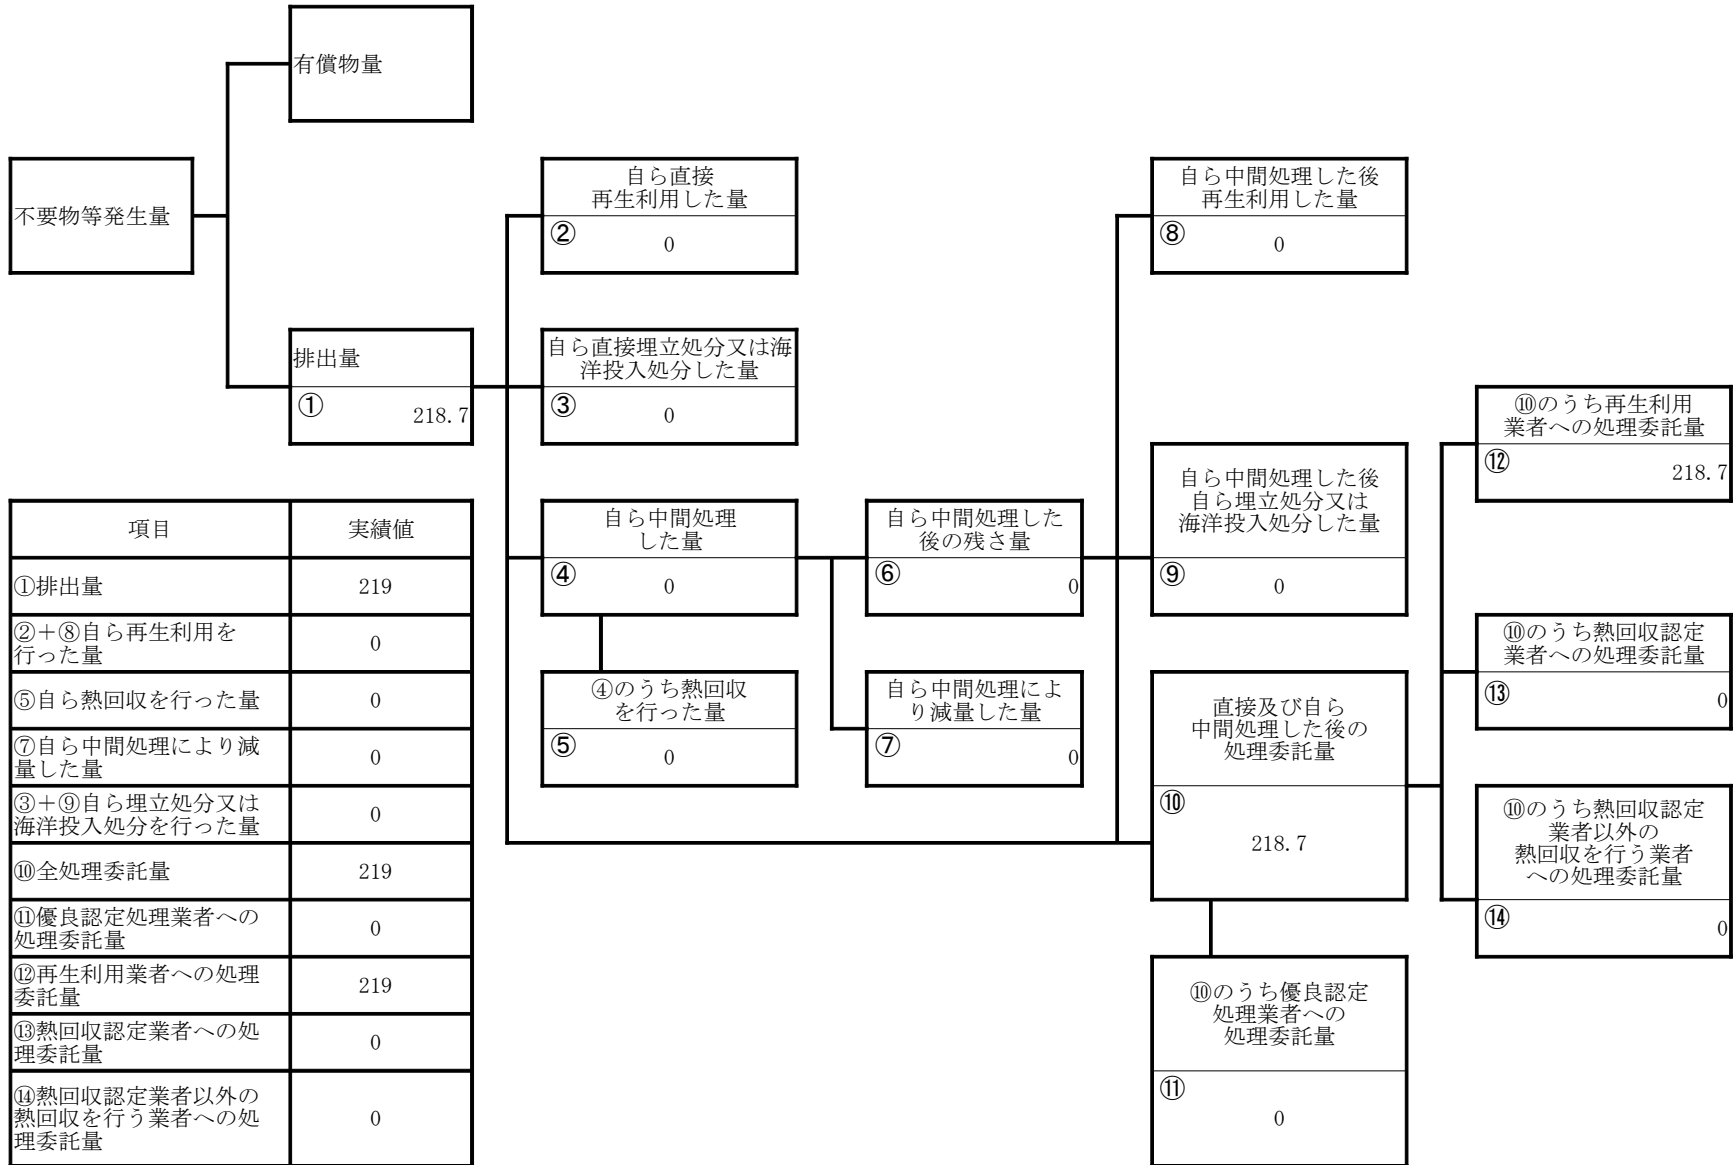 有償物量
不要物等発生量
排出量
①
218.7
自ら直接
再生利用した量
②
0
自ら直接埋立処分又は海
洋投入処分した量
③
0
自ら中間処理
した量
④
0
④のうち熱回収
を行った量
⑤
0
自ら中間処理した
後の残さ量
⑥
0
自ら中間処理によ
り減量した量
⑦
0
自ら中間処理した後
再生利用した量
⑧
0
自ら中間処理した後
自ら埋立処分又は
海洋投入処分した量
⑨
0
直接及び自ら
中間処理した後の
処理委託量
⑩
218.7
⑩のうち優良認定
処理業者への
処理委託量
⑪
0
⑩のうち再生利用
業者への処理委託量
⑫
218.7
⑩のうち熱回収認定
業者への処理委託量
⑬
0
⑩のうち熱回収認定
業者以外の
熱回収を行う業者
への処理委託量
⑭
0
項目 実績値
①排出量 219
②+⑧自ら再生利用を
行った量 0
⑤自ら熱回収を行った量 0
⑦自ら中間処理により減
量した量 0
③+⑨自ら埋立処分又は
海洋投入処分を行った量 0
⑩全処理委託量 219
⑪優良認定処理業者への
処理委託量 0
⑫再生利用業者への処理
委託量 219
⑬熱回収認定業者への処
理委託量 0
⑭熱回収認定業者以外の
熱回収を行う業者への処
理委託量 0